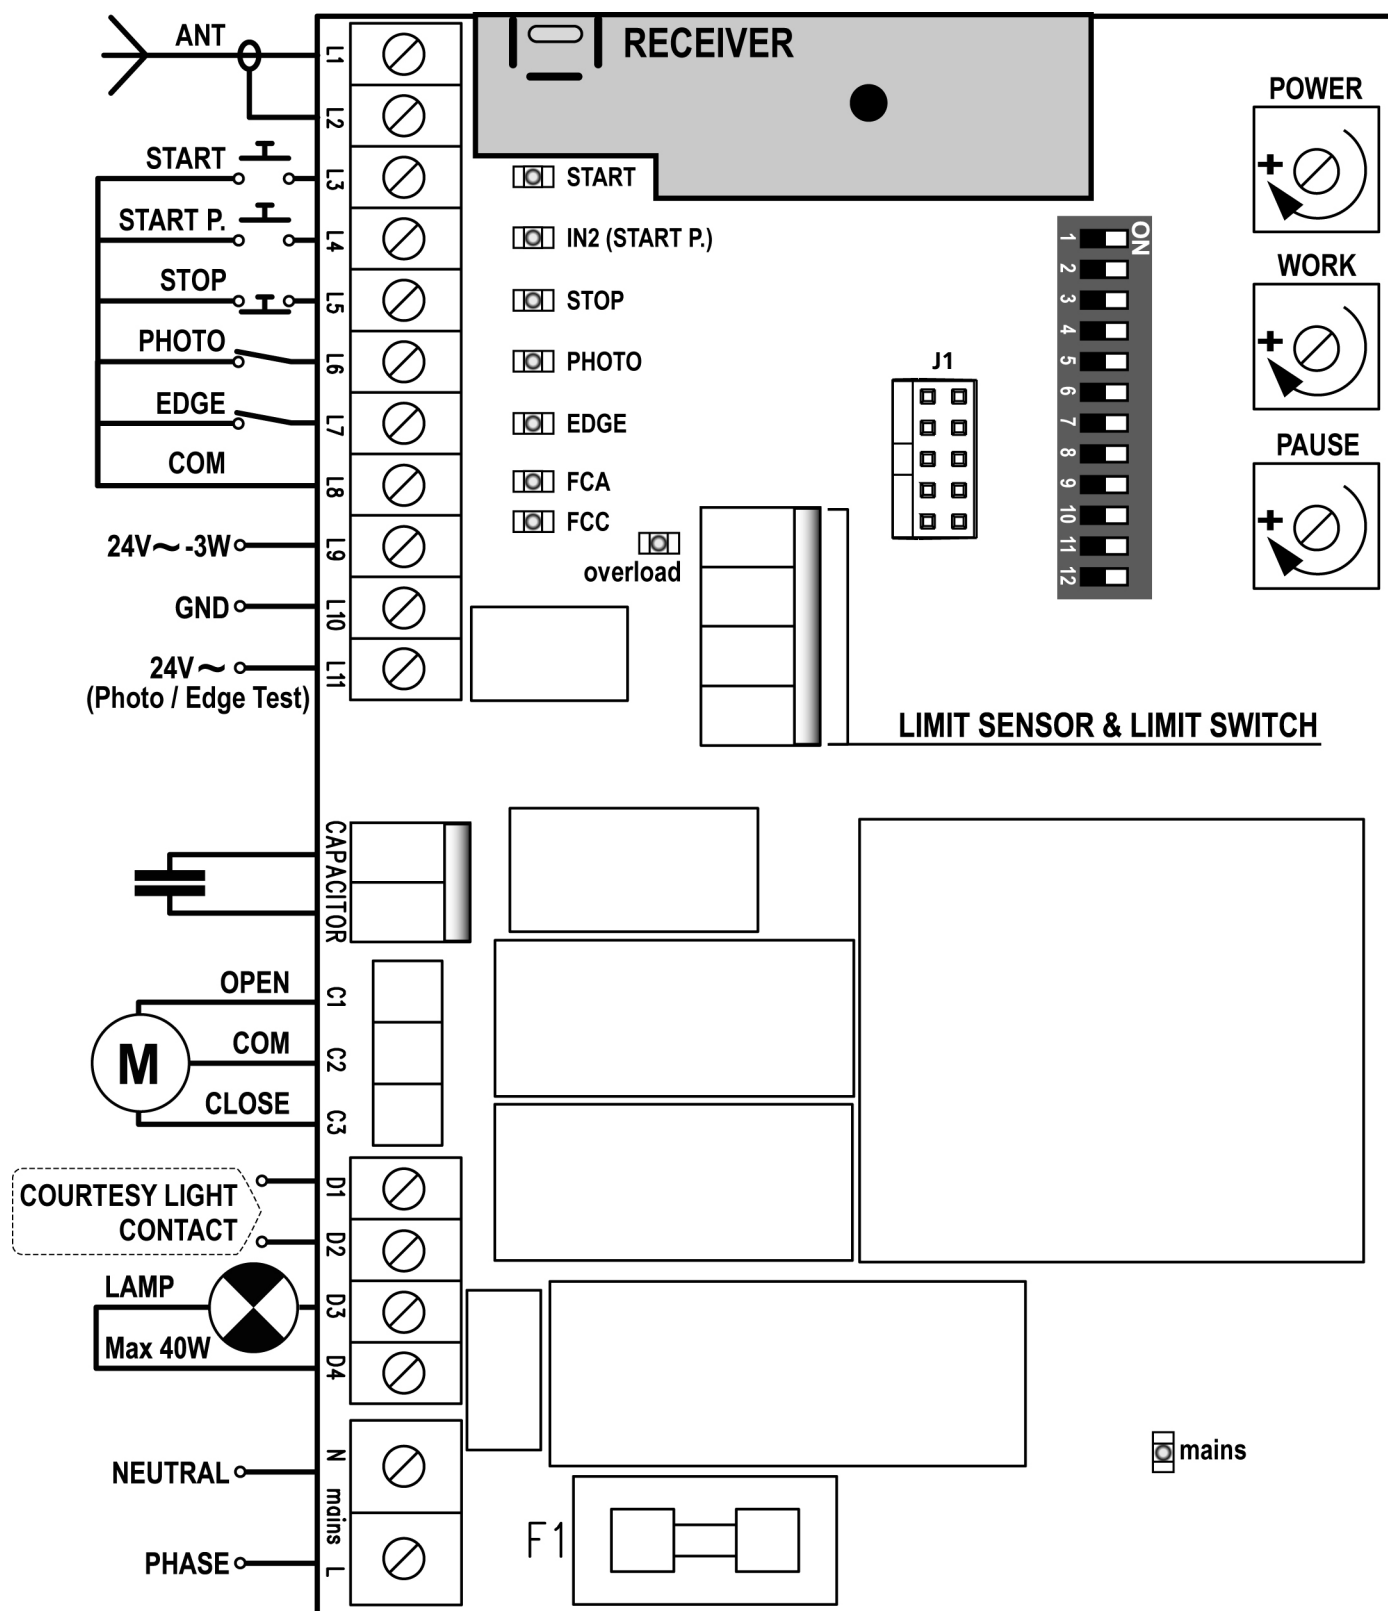 ANT
L1
RECEIVER
POWER
+
L2
START
L3
START
START P.
L4
IN2 (START P.)
ON
1
2
3
4
5
6
7
8
9
10
11
12
WORK
+
STOP
L5
STOP
PHOTO
L6
PHOTO
J1
EDGE
L7
EDGE
PAUSE
+
COM
L8
FCA
FCC
24V~ -3W
L9
overload
GND
L10
24V~
(Photo / Edge Test)
L11
LIMIT SENSOR & LIMIT SWITCH
CAPACITOR
OPEN
C1
M
COM
C2
CLOSE
C3
COURTESY LIGHT
CONTACT
D1
D2
LAMP
D3
Max 40W
D4
NEUTRAL
N
mains
L
mains
F1
PHASE